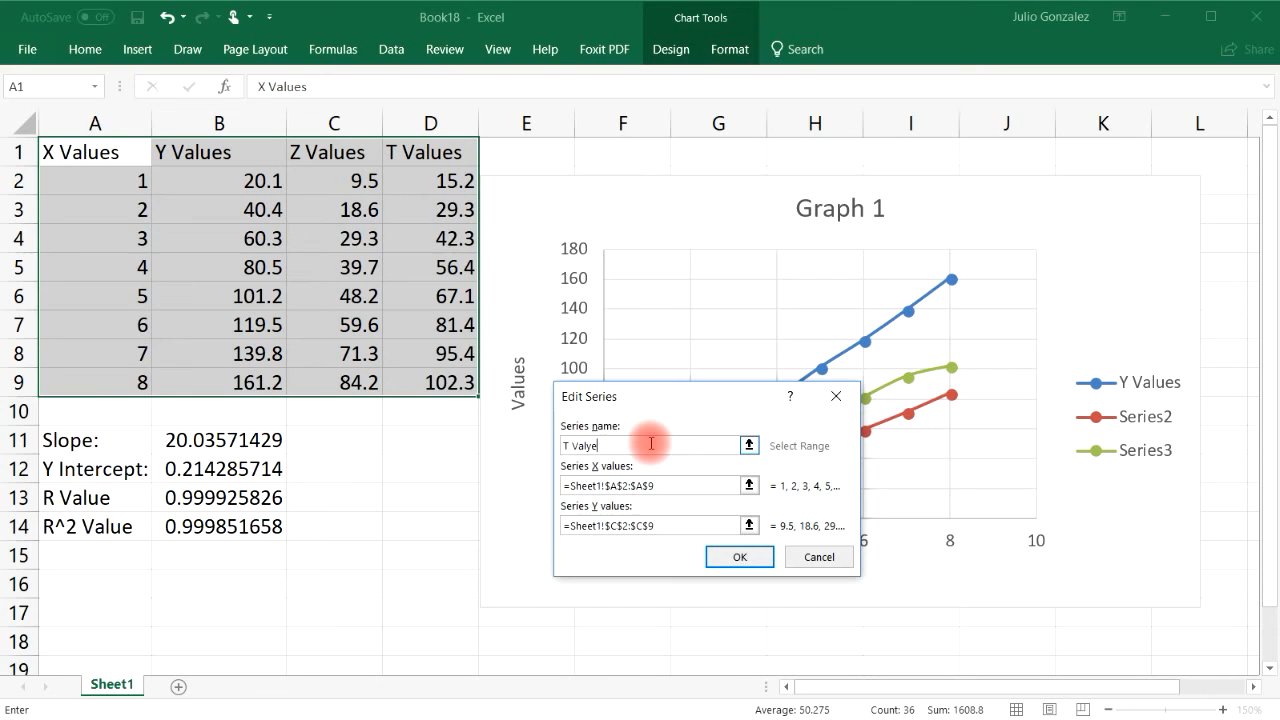 AutoSave Off Book18 - Excel Chart Tools Julio Gonzalez
File Home Insert Draw Page Layout Formulas Data Review View Help Foxit PDF Design Format Search Share
A1 fx X Values
A B C D E F G H I J K L
1 X Values Y Values Z Values T Values
2 1 20.1 9.5 15.2
3 2 40.4 18.6 29.3
4 3 60.3 29.3 42.3
5 4 80.5 39.7 56.4
6 5 101.2 48.2 67.1
7 6 119.5 59.6 81.4
8 7 139.8 71.3 95.4
9 8 161.2 84.2 102.3
10
11 Slope: 20.03571429
12 Y Intercept: 0.214285714
13 R Value 0.999925826
14 R^2 Value 0.999851658
15
16
17
18
19
Graph 1
180
160
140
120
100
Values
6 8 10
Y Values
Series2
Series3
Edit Series ?
Series name:
T Valye Select Range
Series X values:
=Sheet1!$A$2:$A$9 = 1, 2, 3, 4, 5,...
Series Y values:
=Sheet1!$C$2:$C$9 = 9.5, 18.6, 29....
OK Cancel
Sheet1
Enter Average: 50.275 Count: 36 Sum: 1608.8 150%